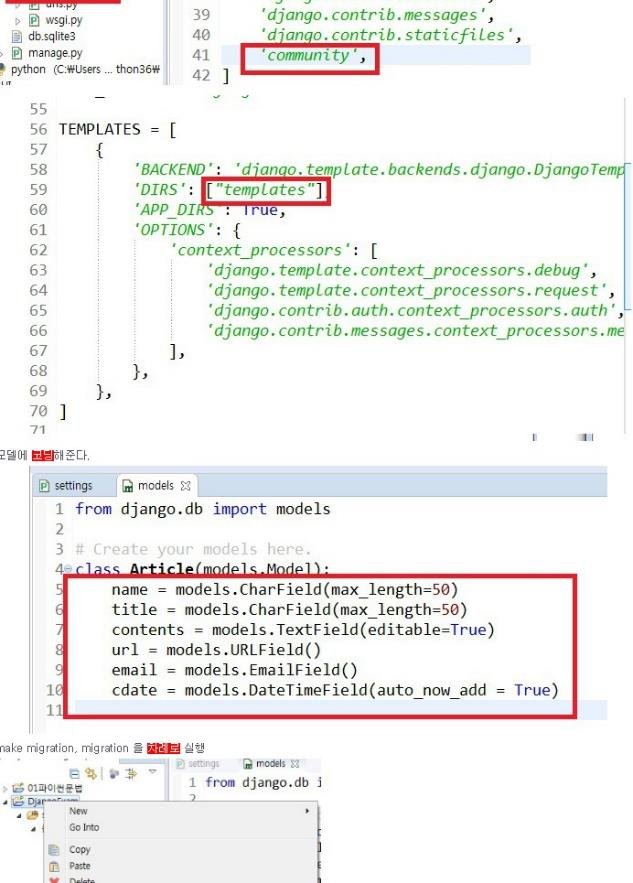 wsgi.py
db.sqlite3
manage.py
python (C:₩Users ... thon36₩
39 'django.contrib.messages',
40 'django.contrib.staticfiles',
41 'community',
42 ]
55
56 TEMPLATES = [
57 {
58 'BACKEND': 'django.template.backends.django.DjangoTemp
59 'DIRS': ["templates"],
60 'APP_DIRS': True,
61 'OPTIONS': {
62 'context_processors': [
63 'django.template.context_processors.debug',
64 'django.template.context_processors.request',
65 'django.contrib.auth.context_processors.auth',
66 'django.contrib.messages.context_processors.me
67 ],
68 },
69 },
70 ]
71
모델에 코딩해준다.
settings models
1 from django.db import models
2
3 # Create your models here.
4 class Article(models.Model):
5 name = models.CharField(max_length=50)
6 title = models.CharField(max_length=50)
7 contents = models.TextField(editable=True)
8 url = models.URLField()
9 email = models.EmailField()
10 cdate = models.DateTimeField(auto_now_add = True)
11
make migration, migration 을 차례로 실행
settings models
01파이썬문법
1 from django.db i
2
DjangoExam
New
Go Into
Copy
Paste
Delete